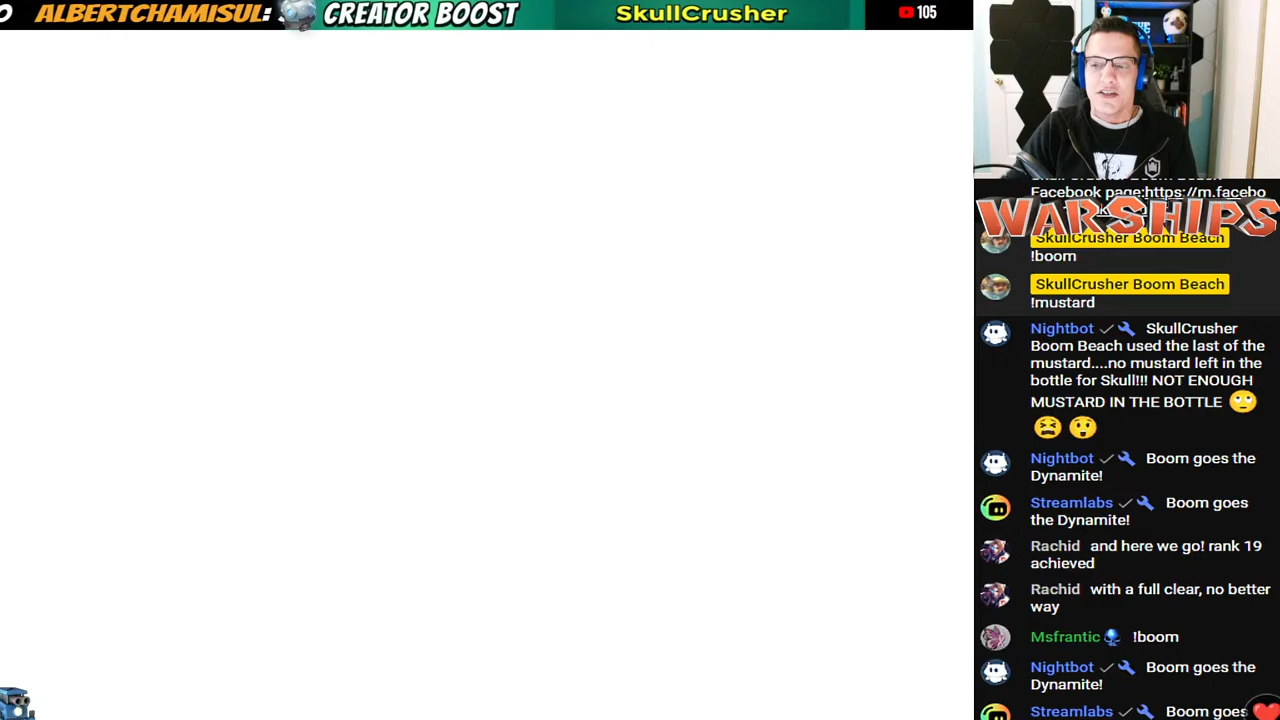 ALBERTCHAMISUL:
CREATOR BOOST
SkullCrusher
105
Facebook page:https://m.facebo
WARSHIPS
SkullCrusher Boom Beach
!boom
SkullCrusher Boom Beach
!mustard
Nightbot SkullCrusher
Boom Beach used the last of the
mustard....no mustard left in the
bottle for Skull!!! NOT ENOUGH
MUSTARD IN THE BOTTLE
Nightbot Boom goes the
Dynamite!
Streamlabs Boom goes
the Dynamite!
Rachid and here we go! rank 19
achieved
Rachid with a full clear, no better
way
Msfrantic !boom
Nightbot Boom goes the
Dynamite!
Streamlabs Boom goes